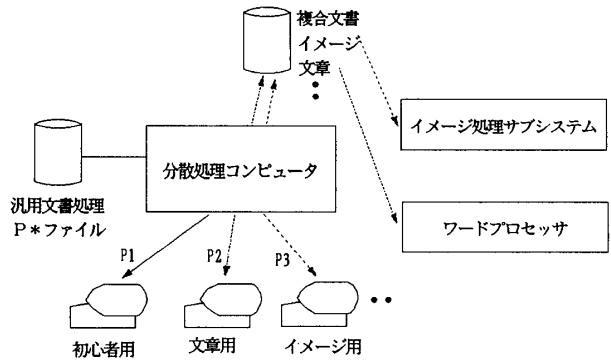 複合文書
イメージ
文章
イメージ処理サブシステム
分散処理コンピュータ
汎用文書処理
P*ファイル
ワードプロセッサ
P1
P2
P3
初心者用
文章用
イメージ用